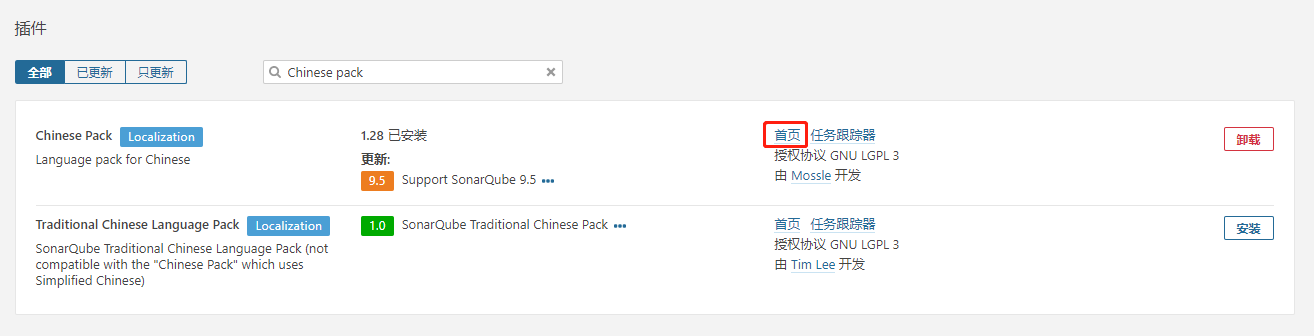 插件
全部 已更新 只更新 Chinese pack
Chinese Pack Localization 1.28 已安装 首页 任务跟踪器 卸载
Language pack for Chinese 更新: 授权协议 GNU LGPL 3
9.5 Support SonarQube 9.5 ••• 由 Mossle 开发
Traditional Chinese Language Pack Localization 1.0 SonarQube Traditional Chinese Pack ••• 首页 任务跟踪器 安装
SonarQube Traditional Chinese Language Pack (not 授权协议 GNU LGPL 3
compatible with the "Chinese Pack" which uses 由 Tim Lee 开发
Simplified Chinese)